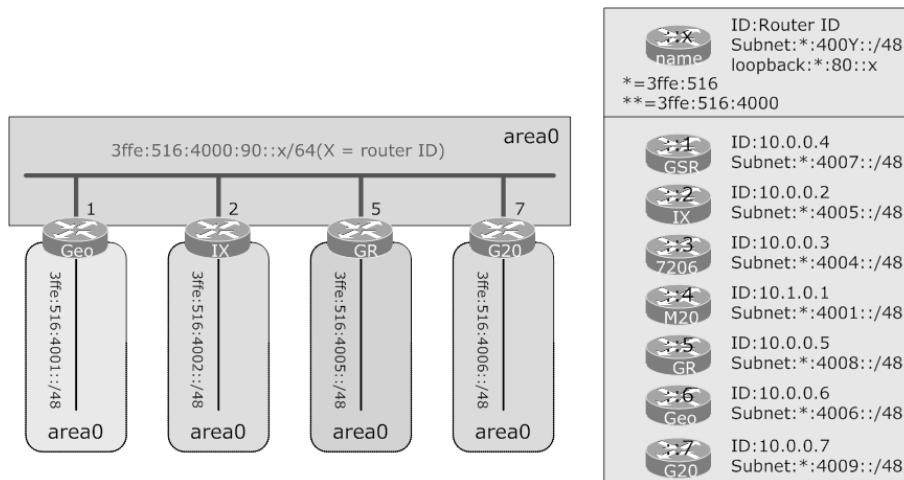 area0
3ffe:516:4000:90::x/64(X = router ID)
1
2
5
7
Geo
IX
GR
G20
3ffe:516:4001::/48
3ffe:516:4002::/48
3ffe:516:4005::/48
3ffe:516:4006::/48
area0
area0
area0
area0
::x
name
ID:Router ID
Subnet:*:400Y::/48
loopback:*:80::x
*=3ffe:516
**=3ffe:516:4000
::1
GSR
ID:10.0.0.4
Subnet:*:4007::/48
::2
IX
ID:10.0.0.2
Subnet:*:4005::/48
::3
7206
ID:10.0.0.3
Subnet:*:4004::/48
::4
M20
ID:10.1.0.1
Subnet:*:4001::/48
::5
GR
ID:10.0.0.5
Subnet:*:4008::/48
::6
Geo
ID:10.0.0.6
Subnet:*:4006::/48
::7
G20
ID:10.0.0.7
Subnet:*:4009::/48